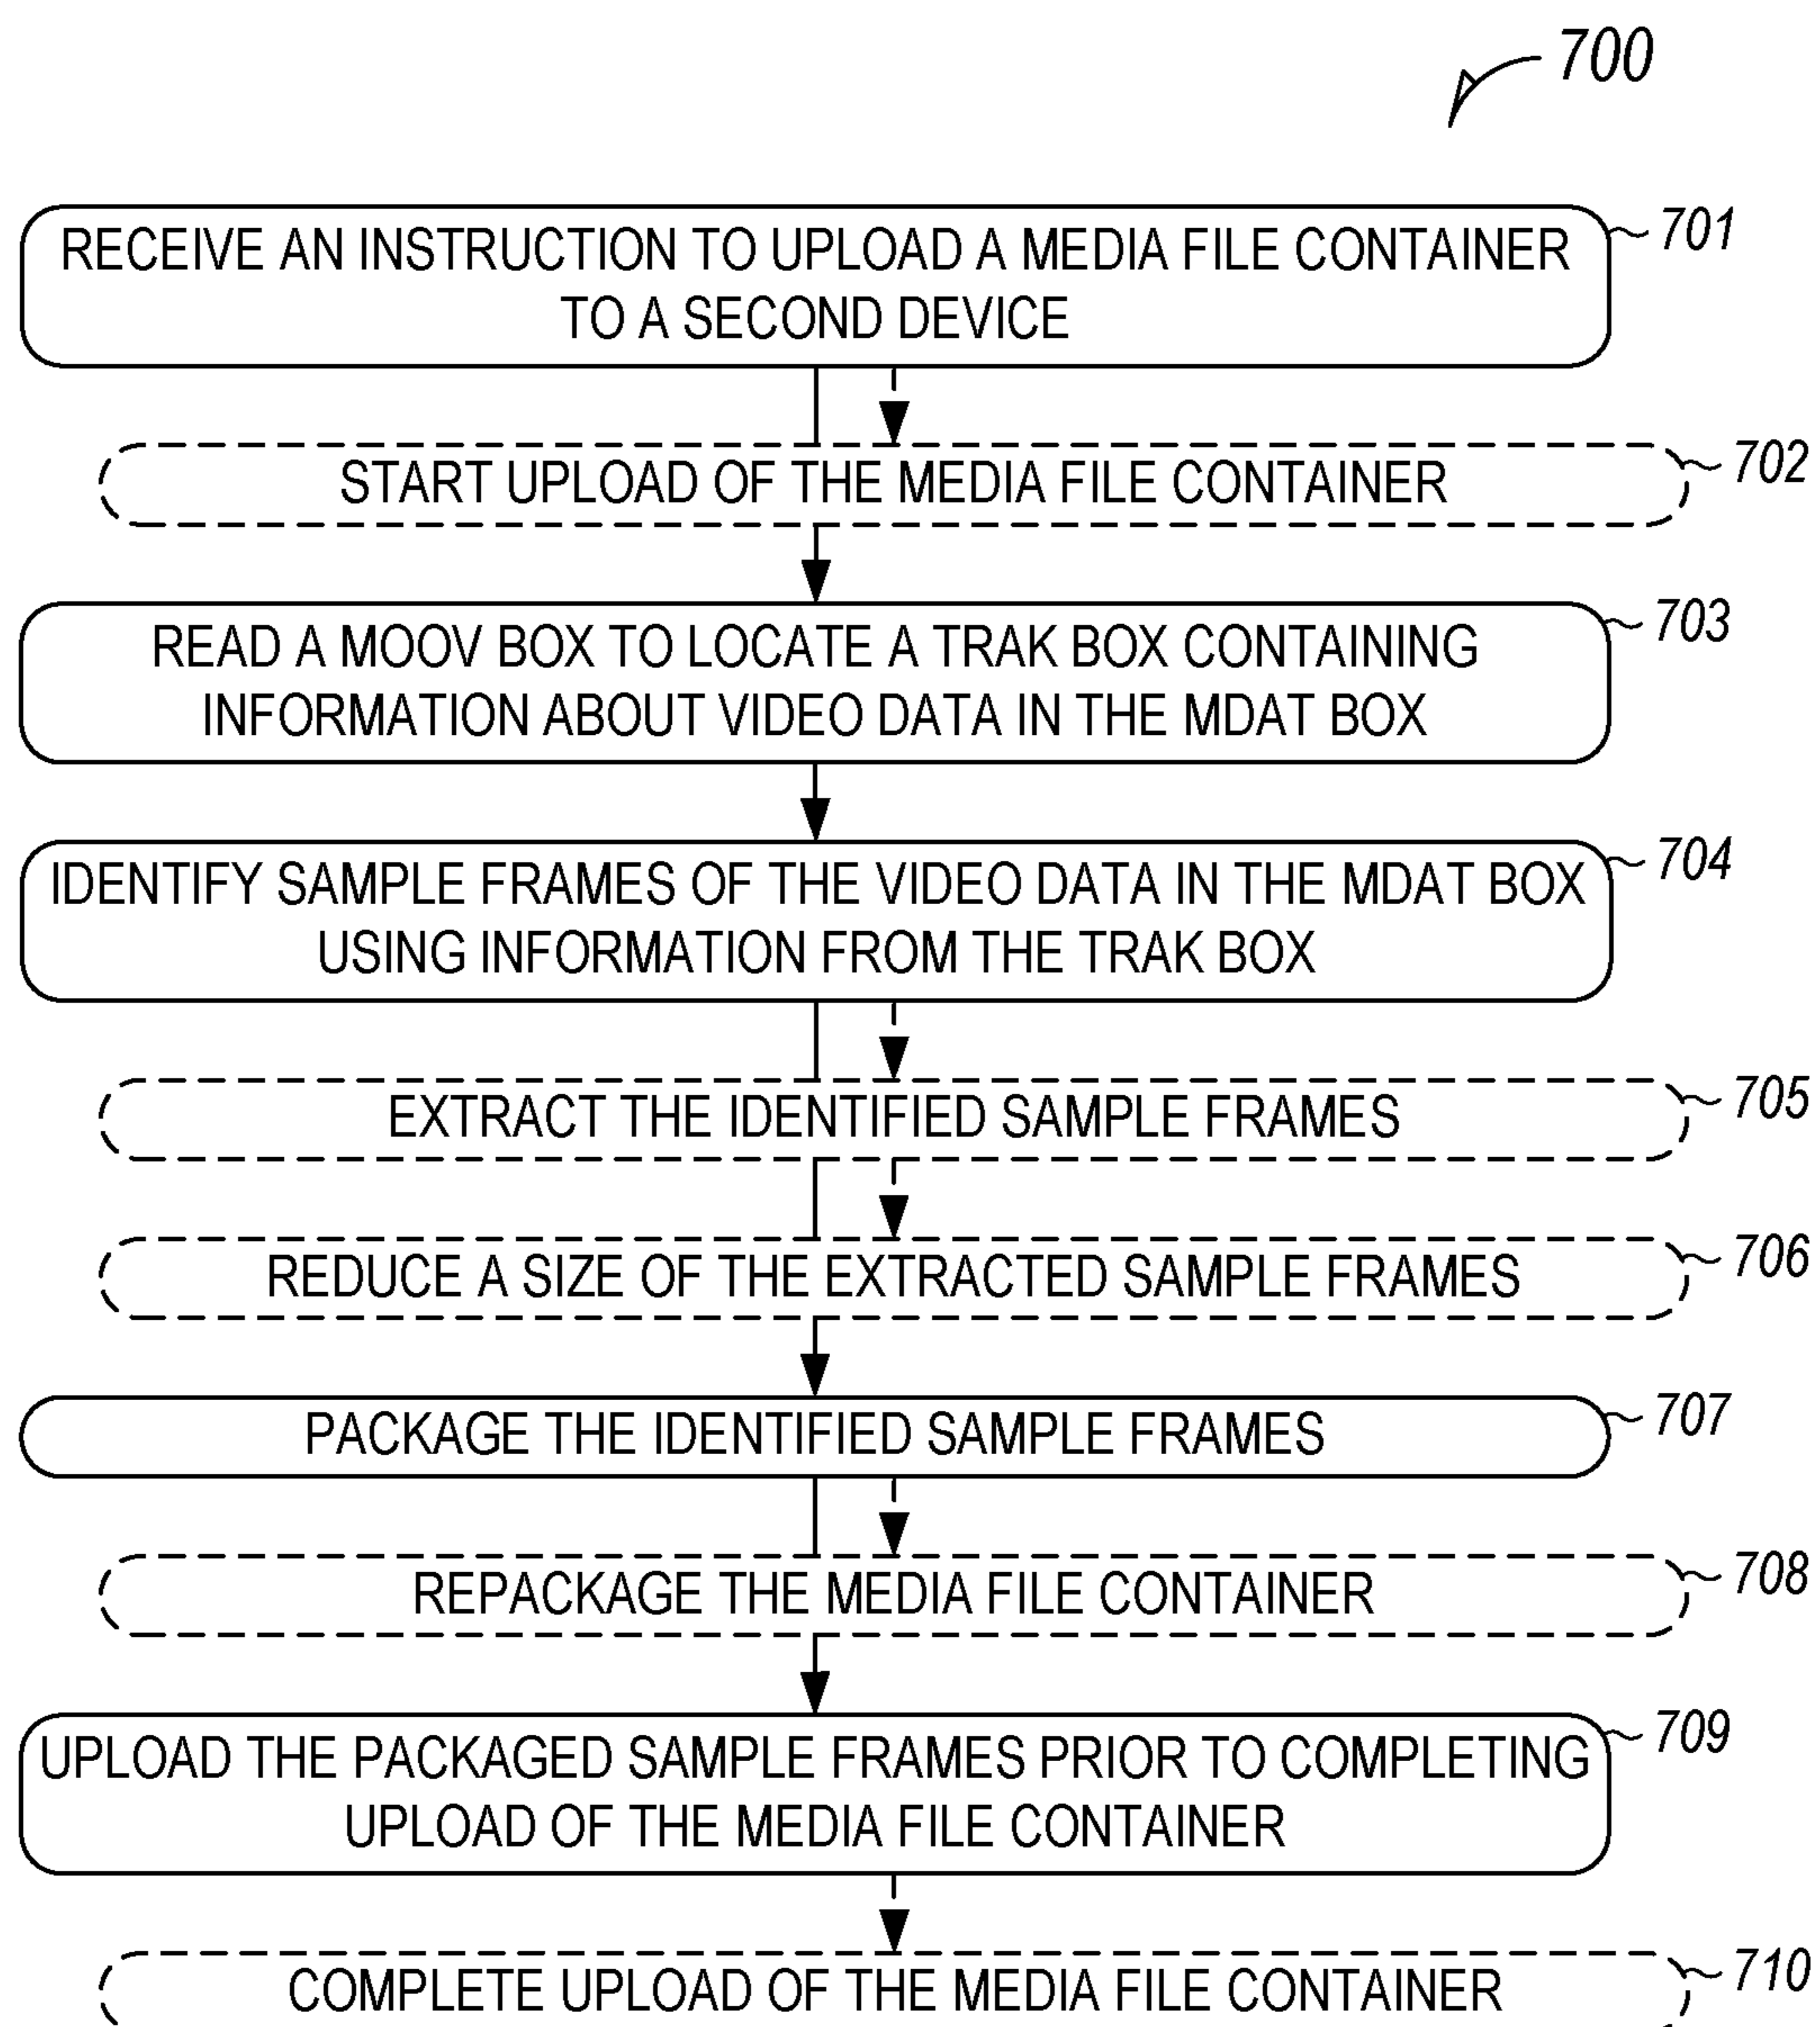 700
RECEIVE AN INSTRUCTION TO UPLOAD A MEDIA FILE CONTAINER
TO A SECOND DEVICE
701
START UPLOAD OF THE MEDIA FILE CONTAINER
702
READ A MOOV BOX TO LOCATE A TRAK BOX CONTAINING
INFORMATION ABOUT VIDEO DATA IN THE MDAT BOX
703
IDENTIFY SAMPLE FRAMES OF THE VIDEO DATA IN THE MDAT BOX
USING INFORMATION FROM THE TRAK BOX
704
EXTRACT THE IDENTIFIED SAMPLE FRAMES
705
REDUCE A SIZE OF THE EXTRACTED SAMPLE FRAMES
706
PACKAGE THE IDENTIFIED SAMPLE FRAMES
707
REPACKAGE THE MEDIA FILE CONTAINER
708
UPLOAD THE PACKAGED SAMPLE FRAMES PRIOR TO COMPLETING
UPLOAD OF THE MEDIA FILE CONTAINER
709
COMPLETE UPLOAD OF THE MEDIA FILE CONTAINER
710